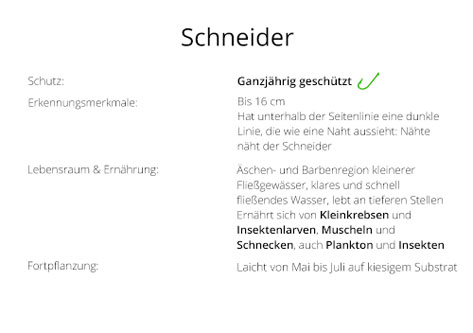 Schneider
Schutz: Ganzjährig geschützt
Erkennungsmerkmale: Bis 16 cm
Hat unterhalb der Seitenlinie eine dunkle
Linie, die wie eine Naht aussieht: Nähte
näht der Schneider
Lebensraum & Ernährung: Äschen- und Barbenregion kleinerer
Fließgewässer, klares und schnell
fließendes Wasser, lebt an tieferen Stellen
Ernährt sich von Kleinkrebsen und
Insektenlarven, Muscheln und
Schnecken, auch Plankton und Insekten
Fortpflanzung: Laicht von Mai bis Juli auf kiesigem Substrat